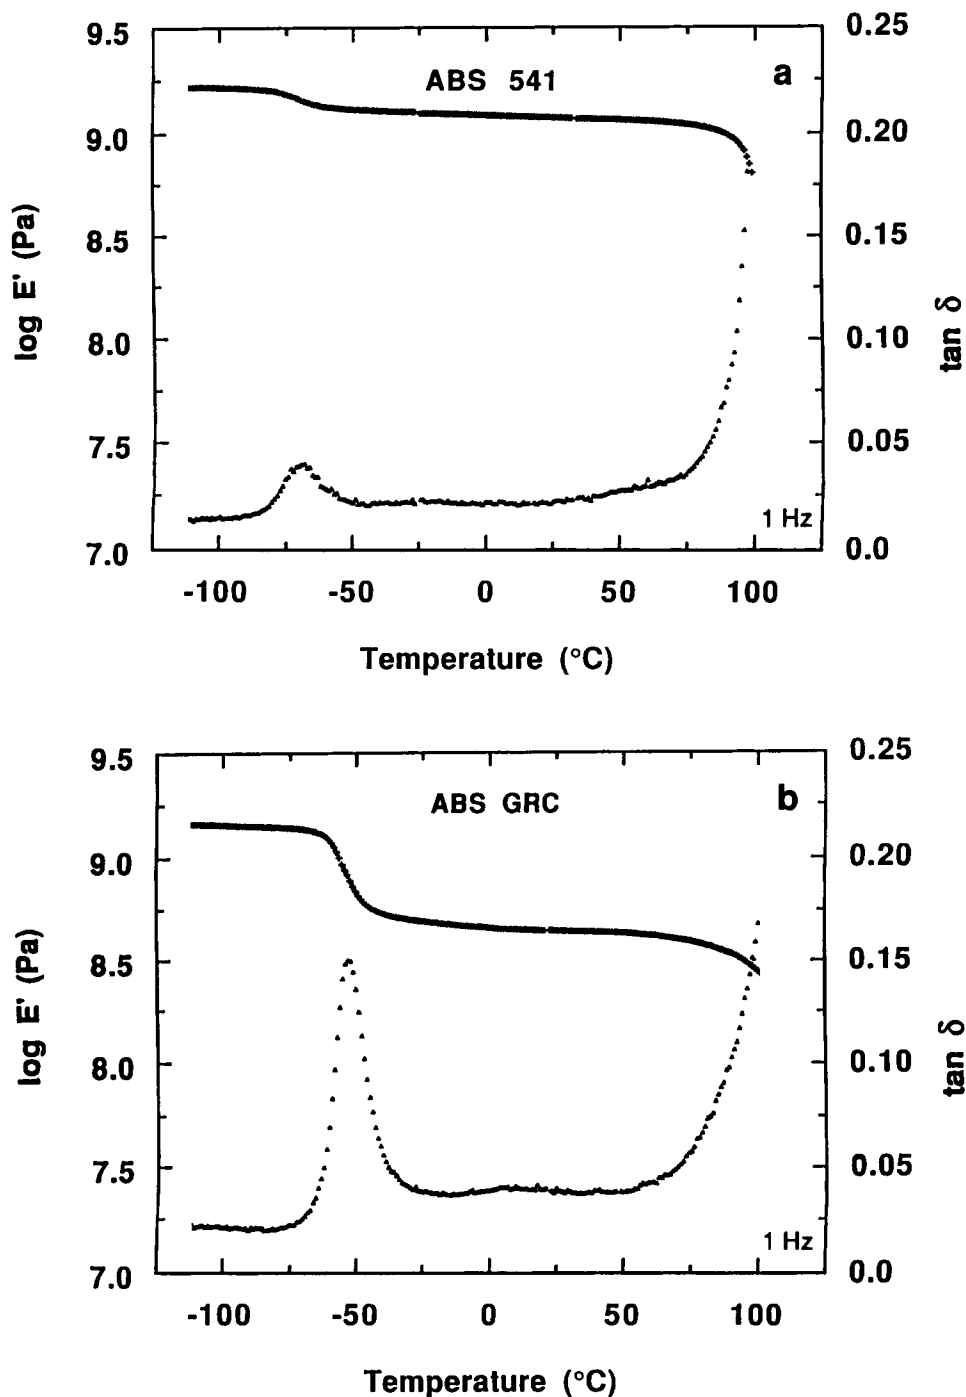 9.5
9.0
8.5
8.0
7.5
7.0
log E' (Pa)
ABS 541
a
0.25
0.20
0.15
0.10
0.05
0.0
tan δ
1 Hz
-100 -50 0 50 100
Temperature (°C)
9.5
9.0
8.5
8.0
7.5
7.0
log E' (Pa)
ABS GRC
b
0.25
0.20
0.15
0.10
0.05
0.0
tan δ
1 Hz
-100 -50 0 50 100
Temperature (°C)